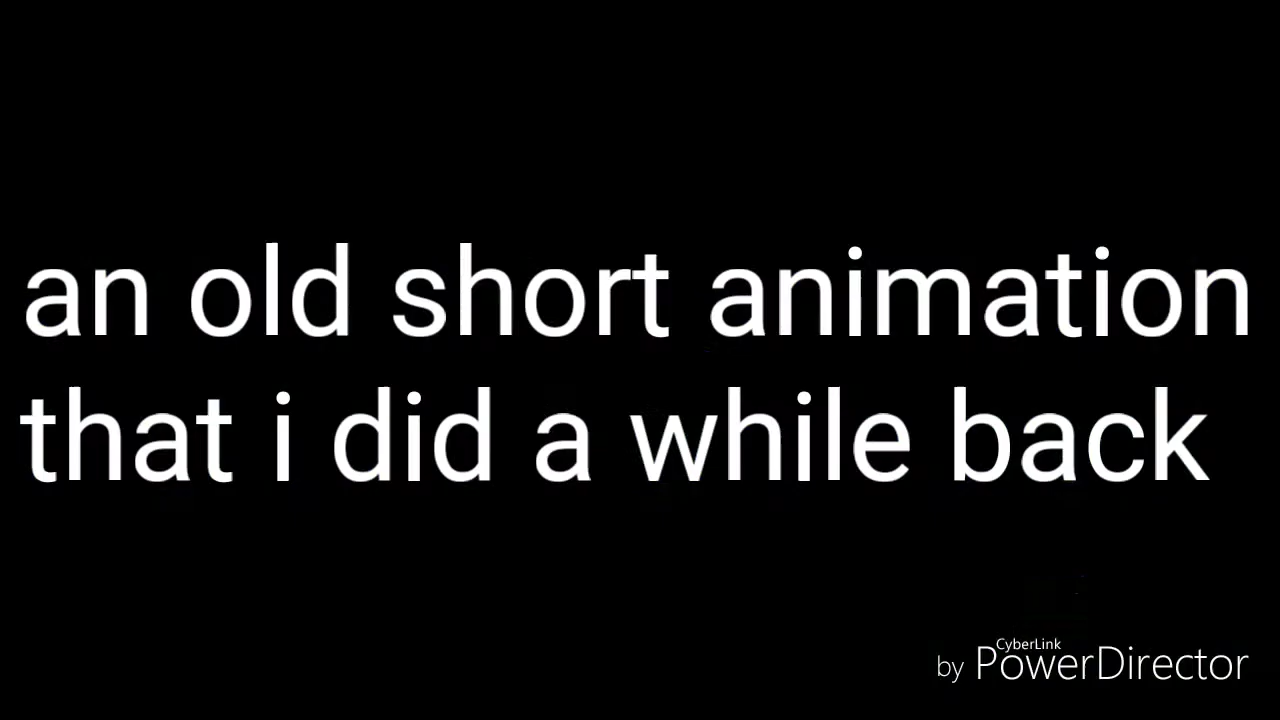 an old short animation
that i did a while back
CyberLink
by PowerDirector